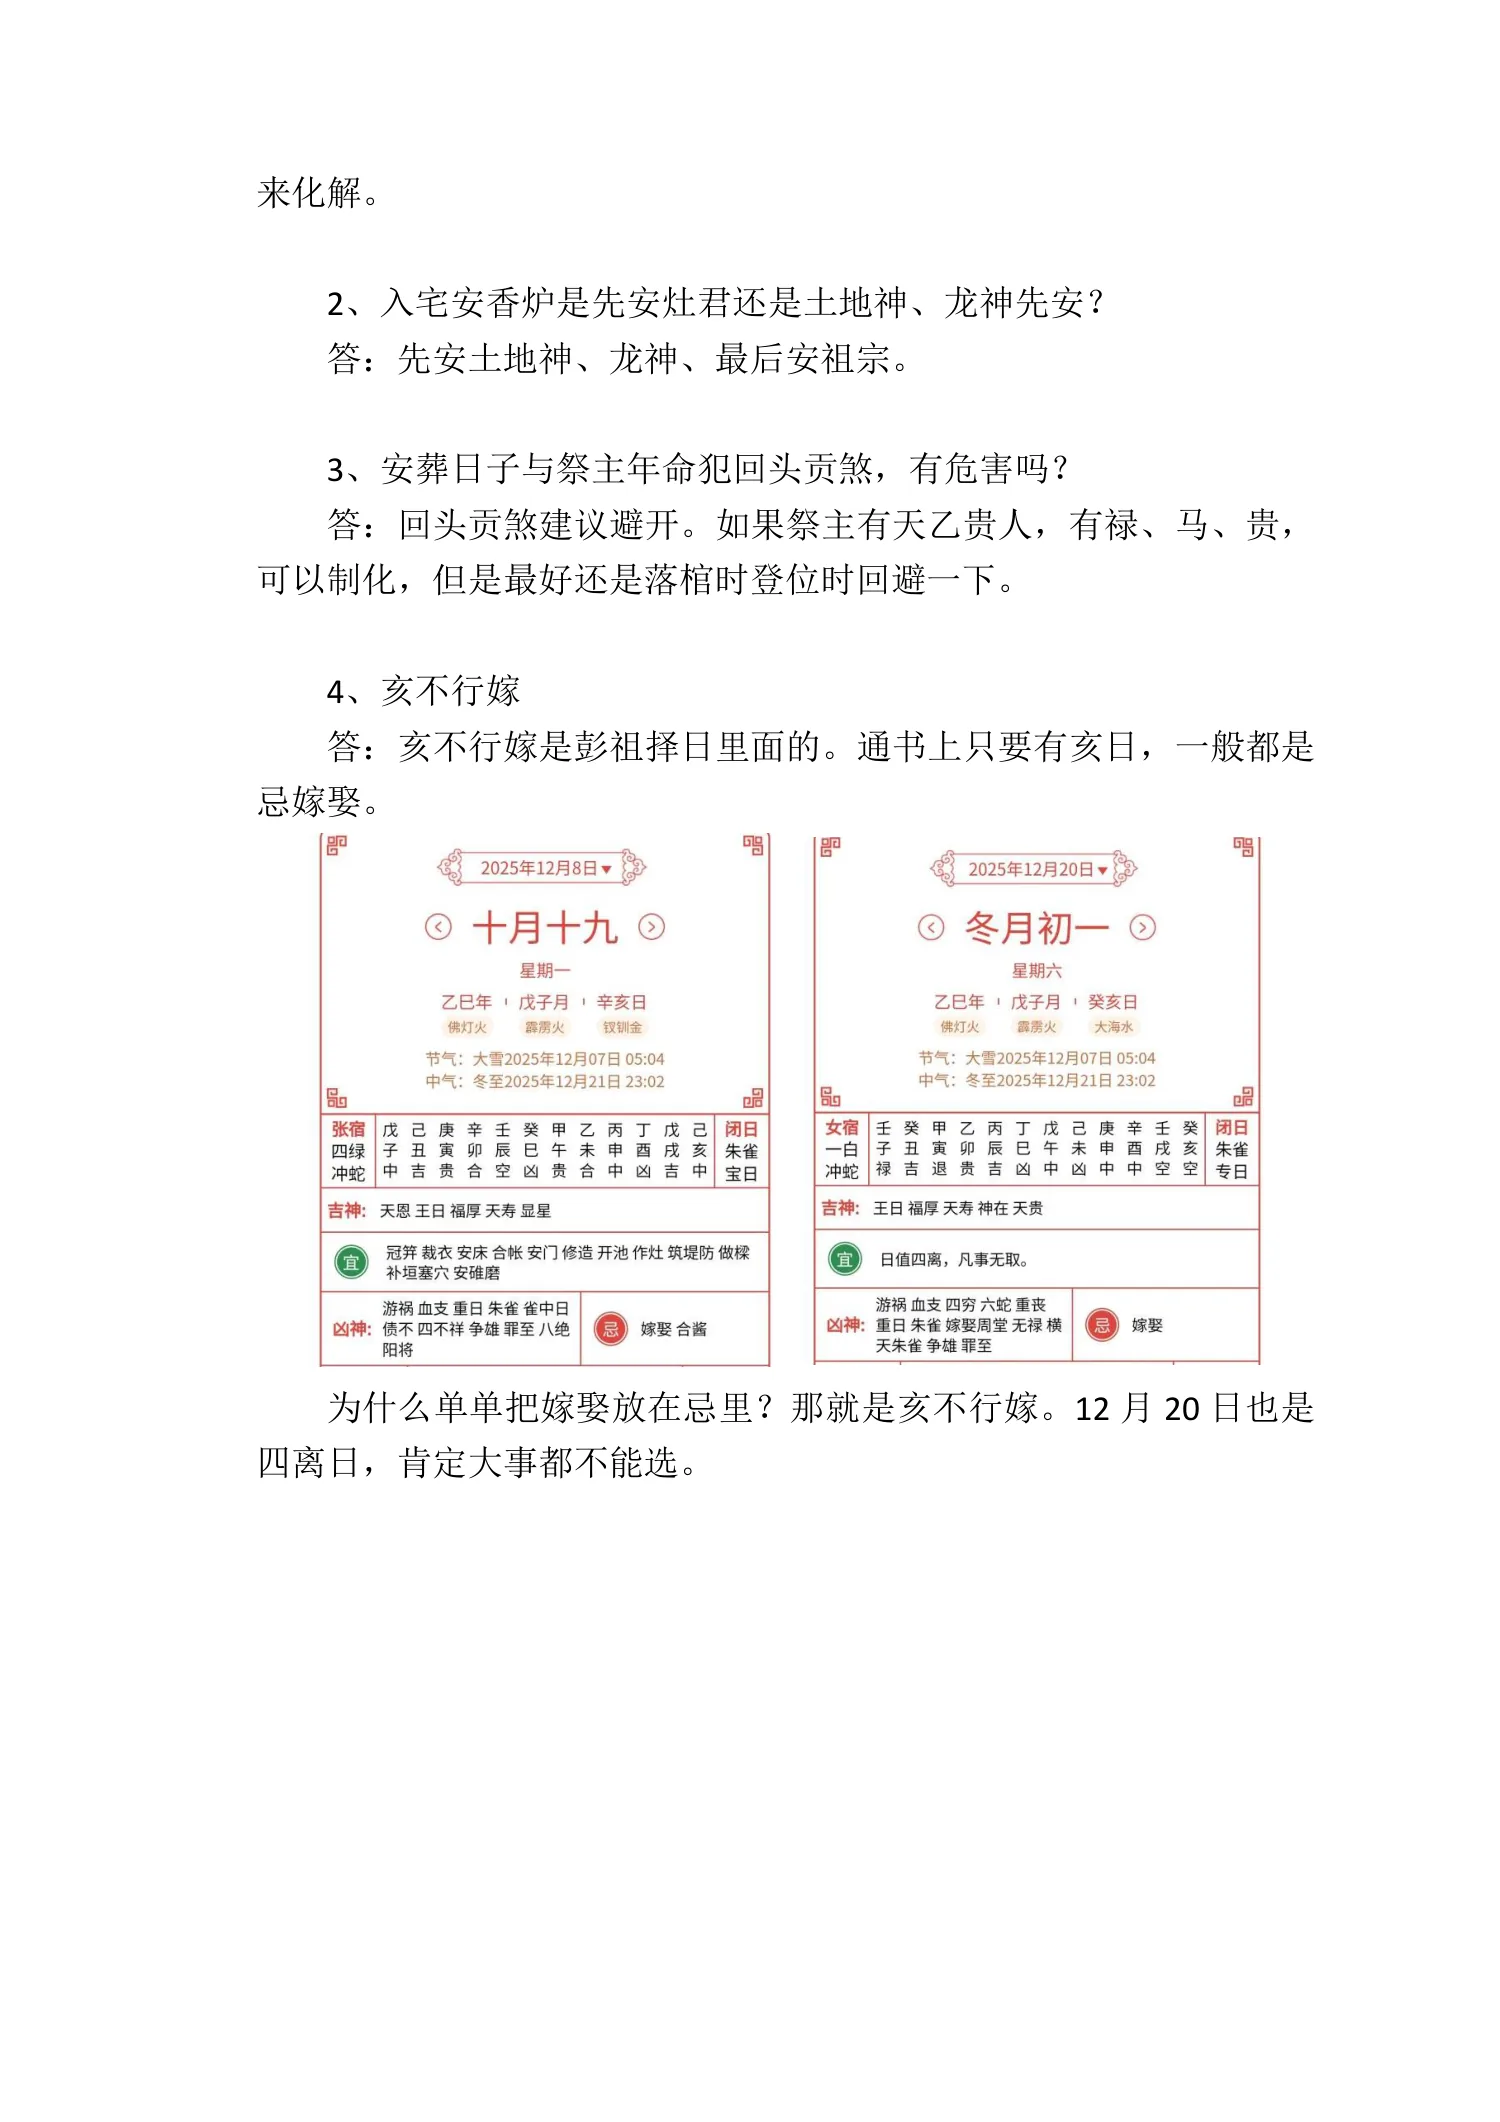 来化解。
2、入宅安香炉是先安灶君还是土地神、龙神先安？
答：先安土地神、龙神、最后安祖宗。
3、安葬日子与祭主年命犯回头贡煞，有危害吗？
答：回头贡煞建议避开。如果祭主有天乙贵人，有禄、马、贵，
可以制化，但是最好还是落棺时登位时回避一下。
4、亥不行嫁
答：亥不行嫁是彭祖择日里面的。通书上只要有亥日，一般都是
忌嫁娶。
2025年12月8日▼
十月十九
星期一
乙巳年 戊子月 辛亥日
佛灯火 霹雳火 钗钏金
节气：大雪2025年12月07日 05:04
中气：冬至2025年12月21日 23:02
张宿 戊 己 庚 辛 壬 癸 甲 乙 丙 丁 戊 己 闭日
四绿 子 丑 寅 卯 辰 巳 午 未 申 酉 戌 亥 朱雀
冲蛇 中 吉 贵 合 空 凶 贵 合 中 凶 吉 中 宝日
吉神: 天恩 王日 福厚 天寿 显星
宜 冠笄 裁衣 安床 合帐 安门 修造 开池 作灶 筑堤防 做樑
补垣塞穴 安碓磨
凶神: 游祸 血支 重日 朱雀 雀中日
债不 四不祥 争雄 罪至 八绝
阳将
忌 嫁娶 合酱
2025年12月20日▼
冬月初一
星期六
乙巳年 戊子月 癸亥日
佛灯火 霹雳火 大海水
节气：大雪2025年12月07日 05:04
中气：冬至2025年12月21日 23:02
女宿 壬 癸 甲 乙 丙 丁 戊 己 庚 辛 壬 癸 闭日
一白 子 丑 寅 卯 辰 巳 午 未 申 酉 戌 亥 朱雀
冲蛇 禄 吉 退 贵 吉 凶 中 凶 中 中 空 空 专日
吉神: 王日 福厚 天寿 神在 天贵
宜 日值四离，凡事无取。
凶神: 游祸 血支 四穷 六蛇 重丧
重日 朱雀 嫁娶周堂 无禄 横
天朱雀 争雄 罪至
忌 嫁娶
为什么单单把嫁娶放在忌里？那就是亥不行嫁。12 月 20 日也是
四离日，肯定大事都不能选。